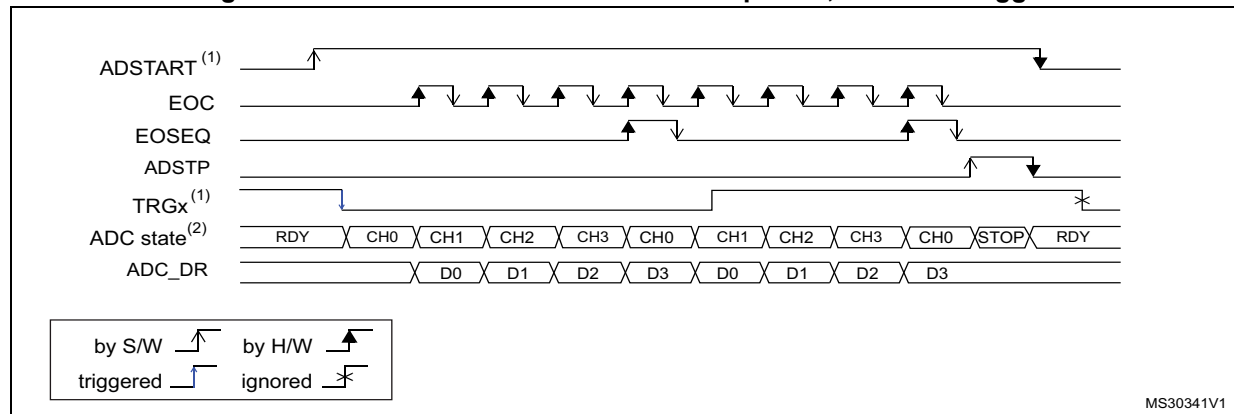 ADSTART (1)
EOC
EOSEQ
ADSTP
TRGx (1)
ADC state(2) RDY CH0 CH1 CH2 CH3 CH0 CH1 CH2 CH3 CH0 STOP RDY
ADC_DR D0 D1 D2 D3 D0 D1 D2 D3
by S/W by H/W
triggered ignored
MS30341V1